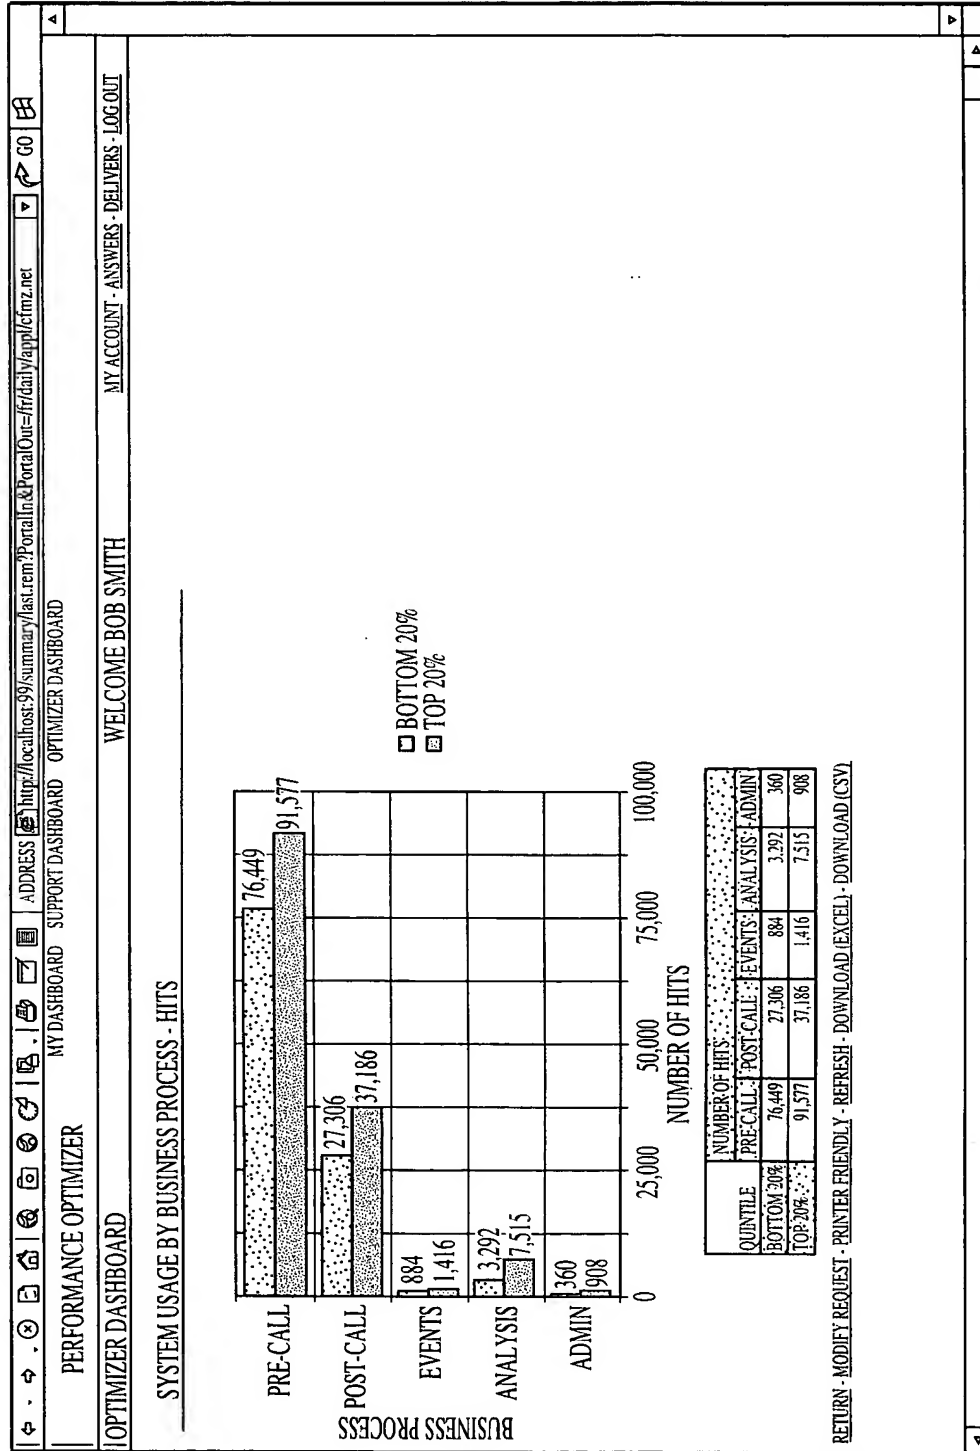 ADDRESS http://localhost:99/summary/last.rem?PortalIn&PortalOut=/fr/daily/appl/cfmz.net GO
PERFORMANCE OPTIMIZER
MY DASHBOARD SUPPORT DASHBOARD OPTIMIZER DASHBOARD
OPTIMIZER DASHBOARD WELCOME BOB SMITH MY ACCOUNT - ANSWERS - DELIVERS - LOG OUT
SYSTEM USAGE BY BUSINESS PROCESS - HITS
BUSINESS PROCESS
PRE-CALL 76,449
91,577
POST-CALL 27,306
37,186
EVENTS 884
1,416
ANALYSIS 3,292
7,515
ADMIN 360
908
0 25,000 50,000 75,000 100,000
NUMBER OF HITS
BOTTOM 20%
TOP 20%
NUMBER OF HITS
QUINTILE PRE-CALL POST-CALL EVENTS ANALYSIS ADMIN
BOTTOM 20% 76,449 27,306 884 3.292 360
TOP 20% 91,577 37,186 1.416 7.515 908
RETURN - MODIFY REQUEST - PRINTER FRIENDLY - REFRESH - DOWNLOAD (EXCEL) - DOWNLOAD (CSV)